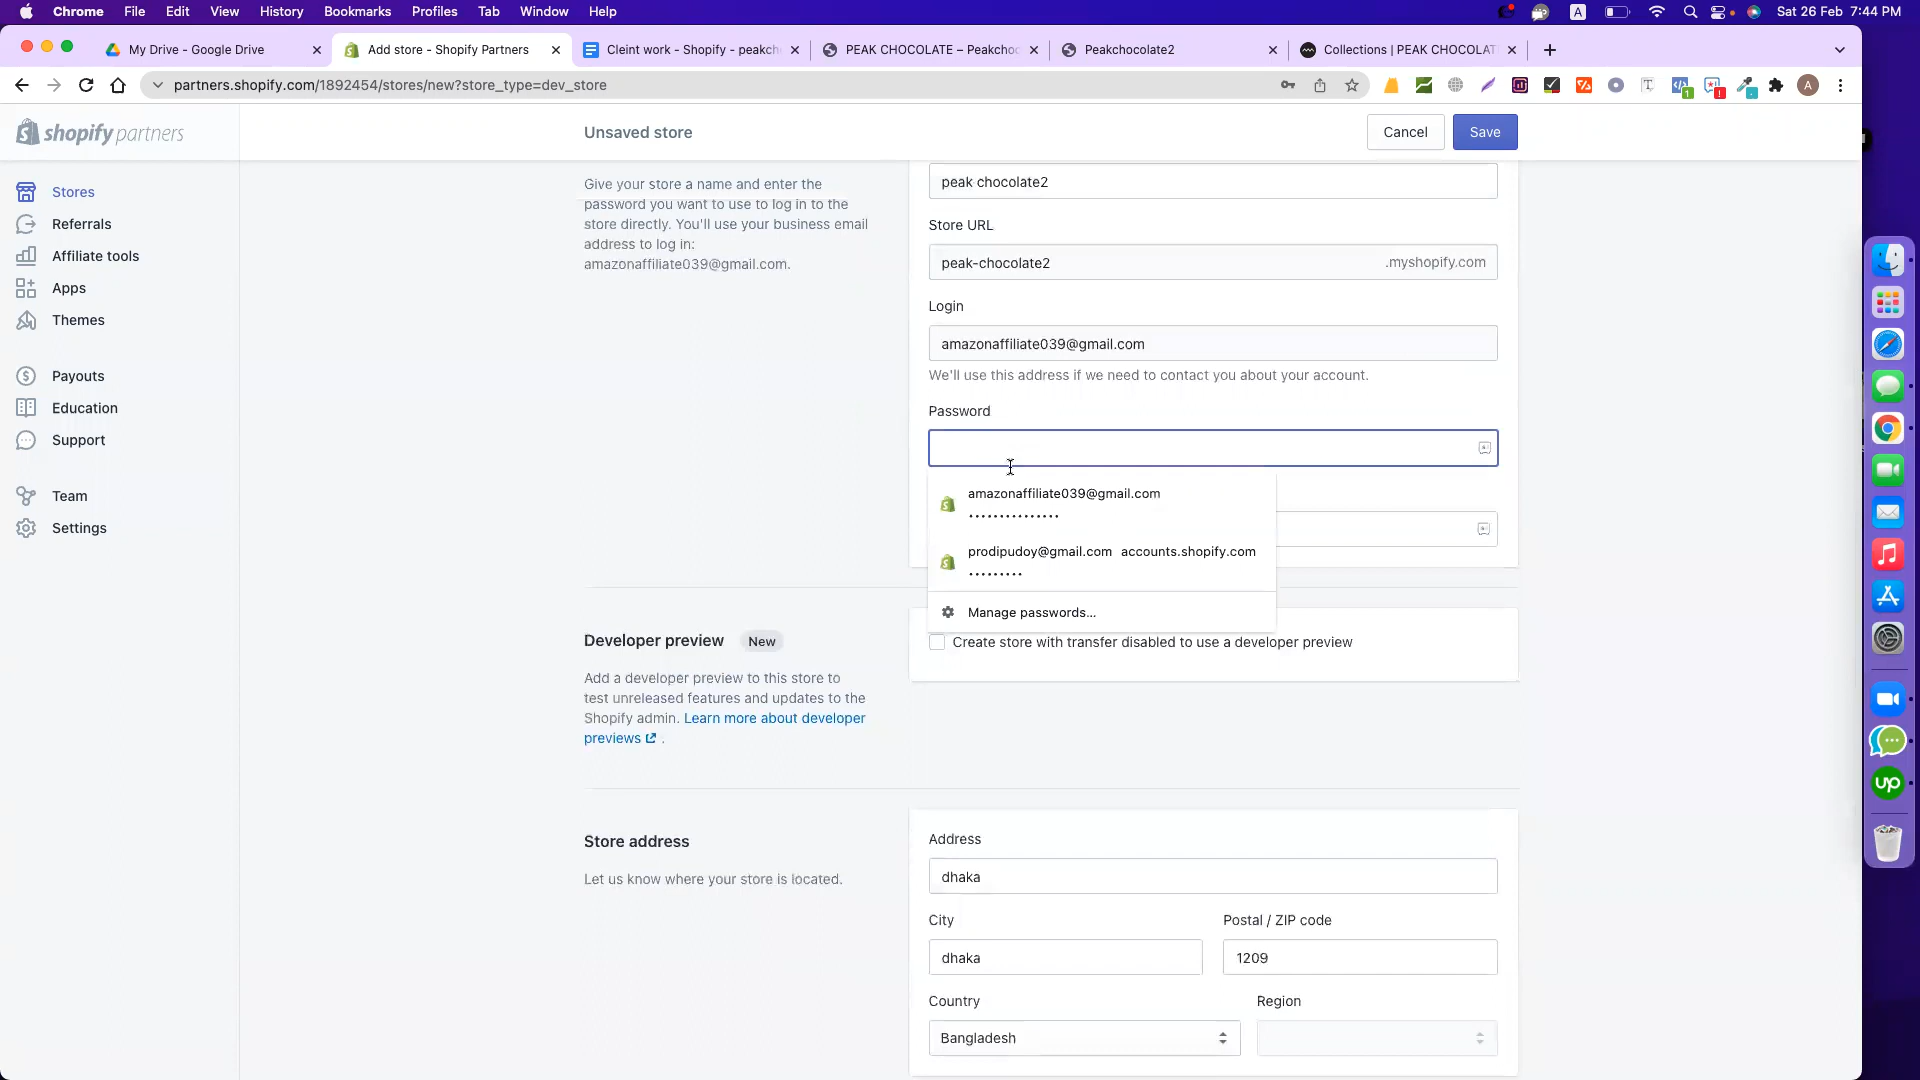 Chrome File Edit View History Bookmarks Profiles Tab Window Help
A
Sat 26 Feb 7:44 PM
My Drive - Google Drive
Add store - Shopify Partners
Cleint work - Shopify - peakch
PEAK CHOCOLATE – Peakchoc
Peakchocolate2
Collections | PEAK CHOCOLAT
partners.shopify.com/1892454/stores/new?store_type=dev_store
A
shopify partners
Unsaved store
Cancel
Save
Stores
Referrals
Affiliate tools
Apps
Themes
Payouts
Education
Support
Team
Settings
Give your store a name and enter the
password you want to use to log in to the
store directly. You'll use your business email
address to log in:
amazonaffiliate039@gmail.com.
peak chocolate2
Store URL
peak-chocolate2
.myshopify.com
Login
amazonaffiliate039@gmail.com
We'll use this address if we need to contact you about your account.
Password
amazonaffiliate039@gmail.com
•••••••••••••••
prodipudoy@gmail.com accounts.shopify.com
•••••••••
Manage passwords...
Developer preview New
Add a developer preview to this store to
test unreleased features and updates to the
Shopify admin. Learn more about developer
previews .
Create store with transfer disabled to use a developer preview
Store address
Let us know where your store is located.
Address
dhaka
City
dhaka
Postal / ZIP code
1209
Country
Bangladesh
Region
up